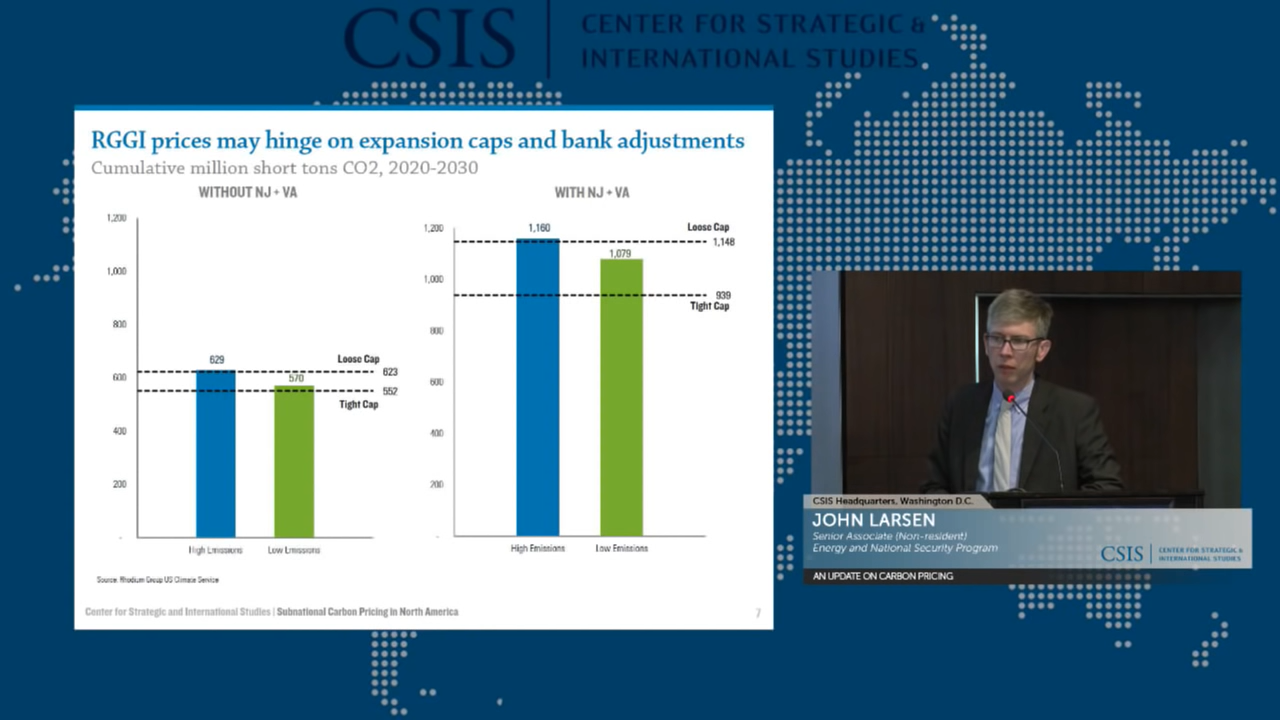 CSIS
CENTER FOR STRATEGIC &
INTERNATIONAL STUDIES
RGGI prices may hinge on expansion caps and bank adjustments
Cumulative million short tons CO2, 2020-2030
WITHOUT NJ + VA
1,200
1,000
800
600
400
200
-
629
570
Loose Cap
623
552
Tight Cap
High Emissions
Low Emissions
WITH NJ + VA
1,200
1,000
800
600
400
200
-
1,160
1,079
Loose Cap
1,148
939
Tight Cap
High Emissions
Low Emissions
Source: Rhodium Group US Climate Service
Center for Strategic and International Studies | Subnational Carbon Pricing in North America
7
CSIS Headquarters, Washington D.C.
JOHN LARSEN
Senior Associate (Non-resident)
Energy and National Security Program
CSIS
CENTER FOR STRATEGIC &
INTERNATIONAL STUDIES
AN UPDATE ON CARBON PRICING